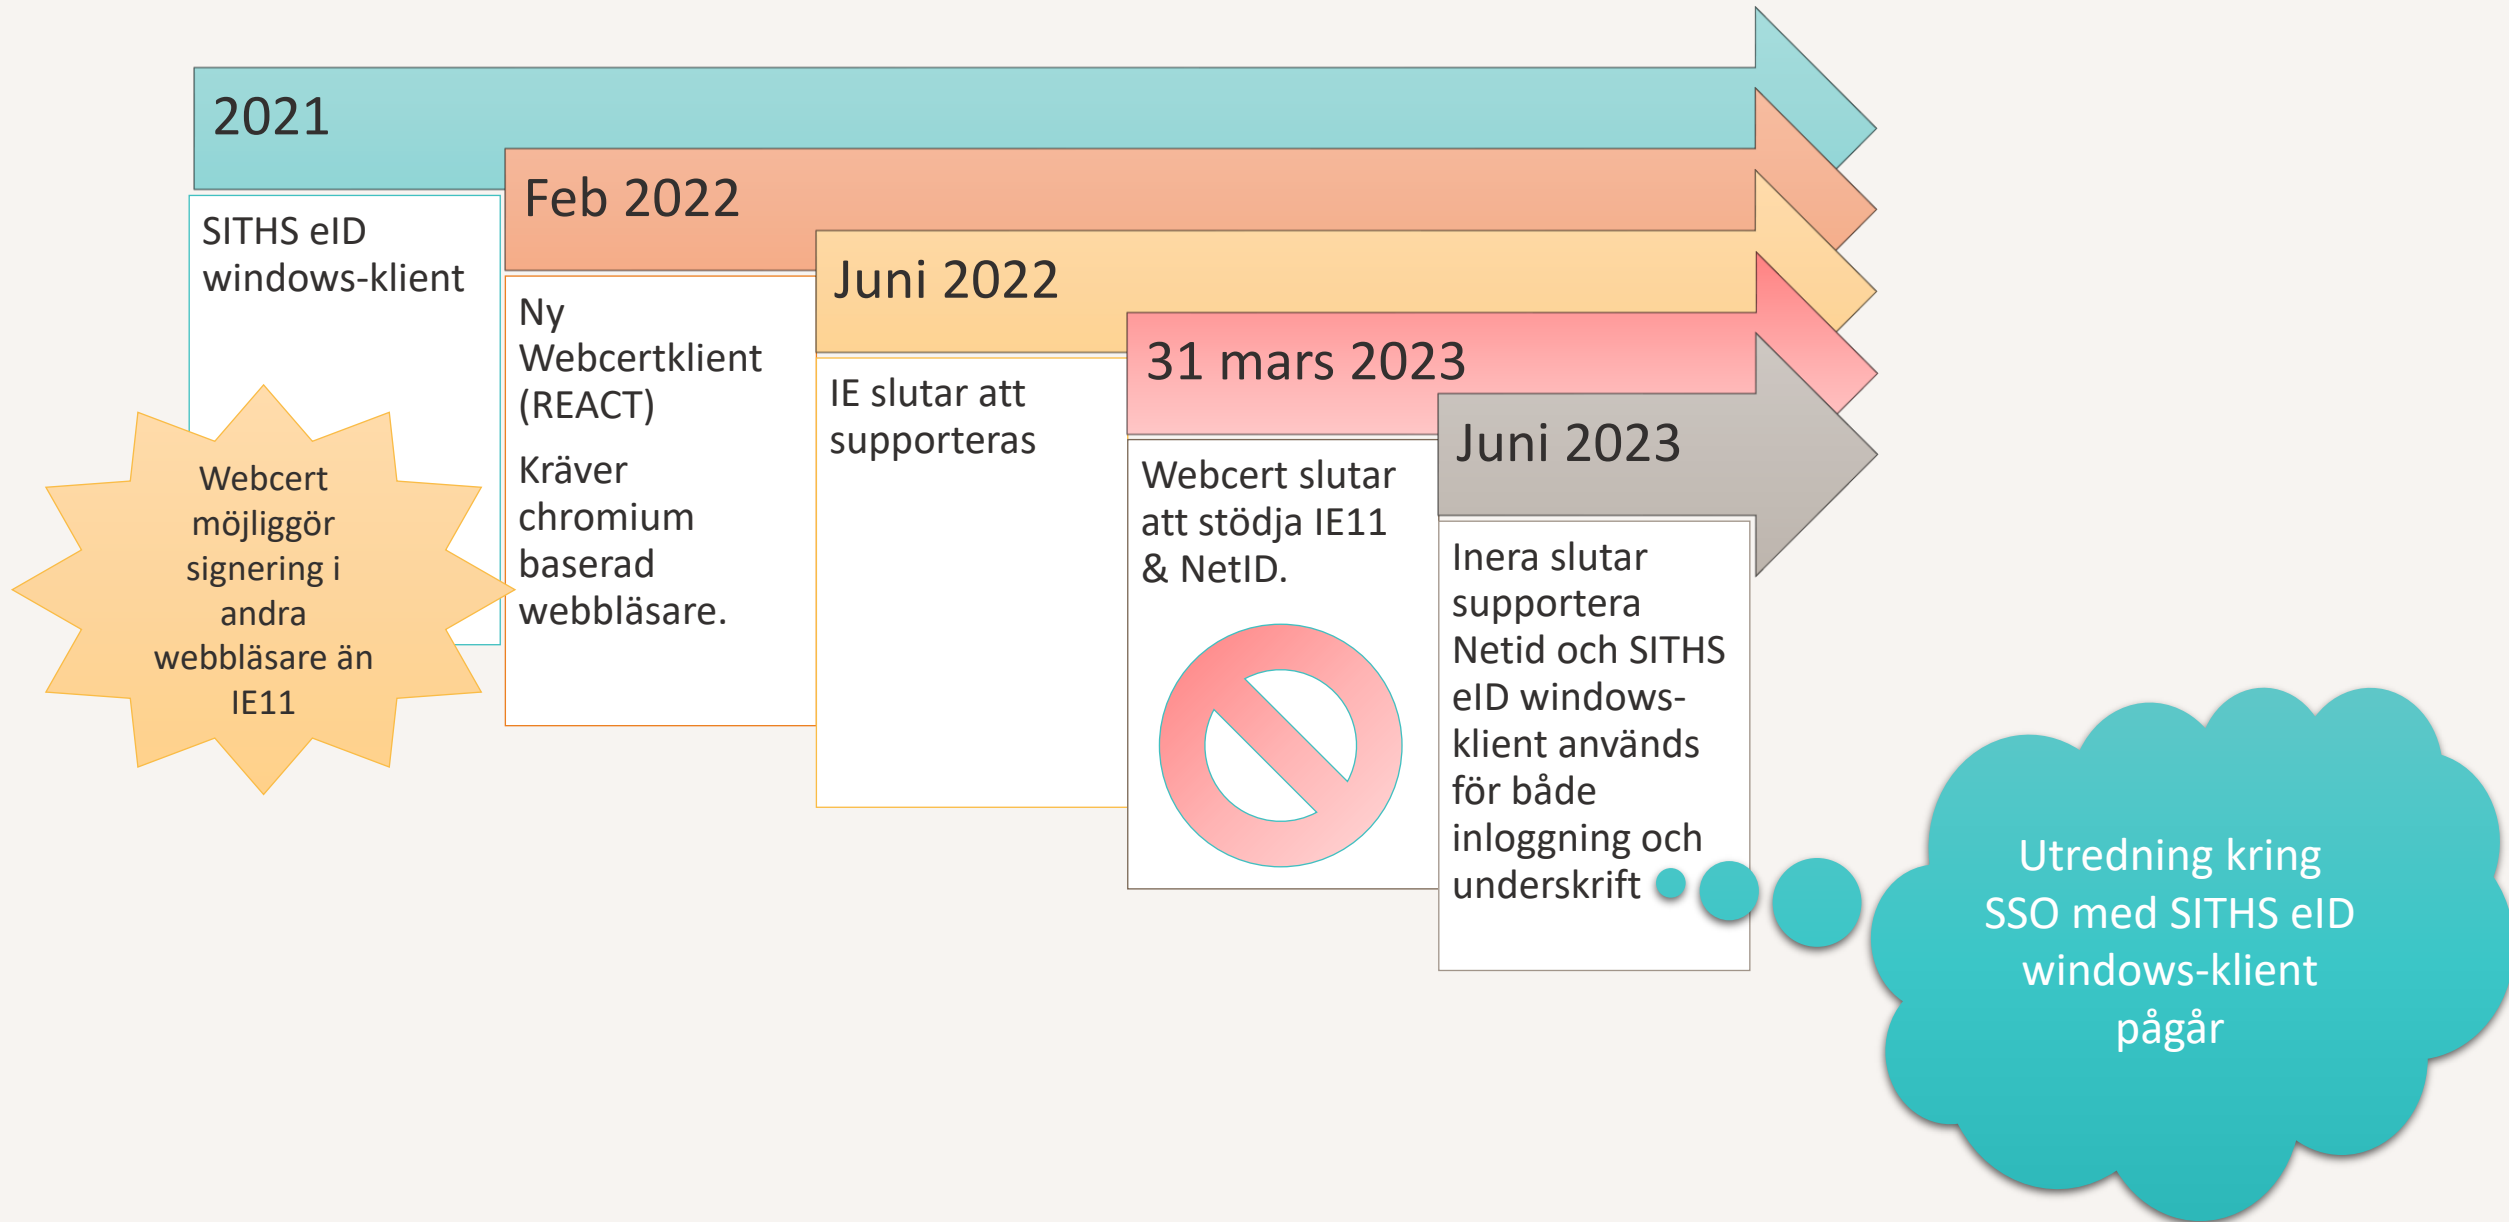 2021
SITHS eID
windows-klient
Webcert
möjliggör
signering i
andra
webbläsare än
IE11
Feb 2022
Ny
Webcertklient
(REACT)
Kräver
chromium
baserad
webbläsare.
Juni 2022
IE slutar att
supporteras
31 mars 2023
Webcert slutar
att stödja IE11
& NetID.
Juni 2023
Inera slutar
supportera
Netid och SITHS
eID windows-
klient används
för både
inloggning och
underskrift
Utredning kring
SSO med SITHS eID
windows-klient
pågår